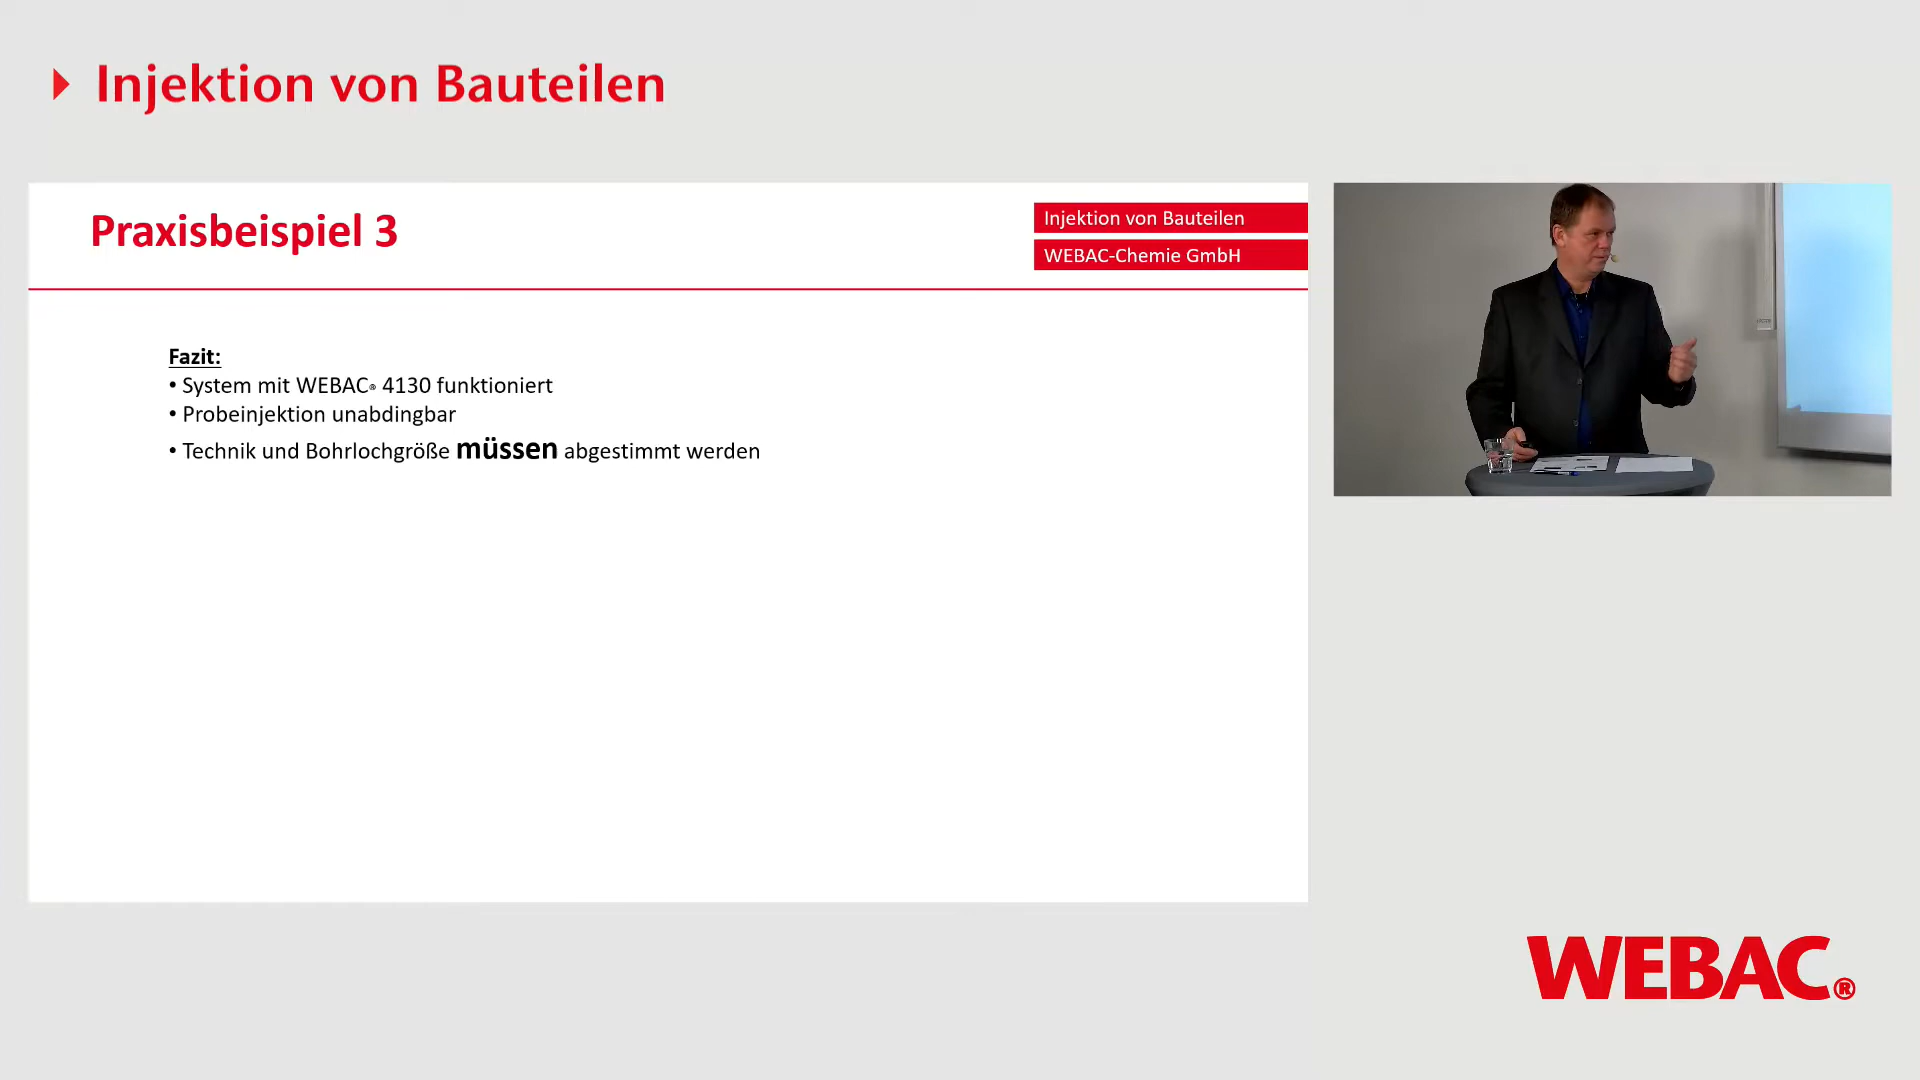 Injektion von Bauteilen
Praxisbeispiel 3
Injektion von Bauteilen
WEBAC-Chemie GmbH
Fazit:
• System mit WEBAC® 4130 funktioniert
• Probeinjektion unabdingbar
• Technik und Bohrlochgröße müssen abgestimmt werden
WEBAC®